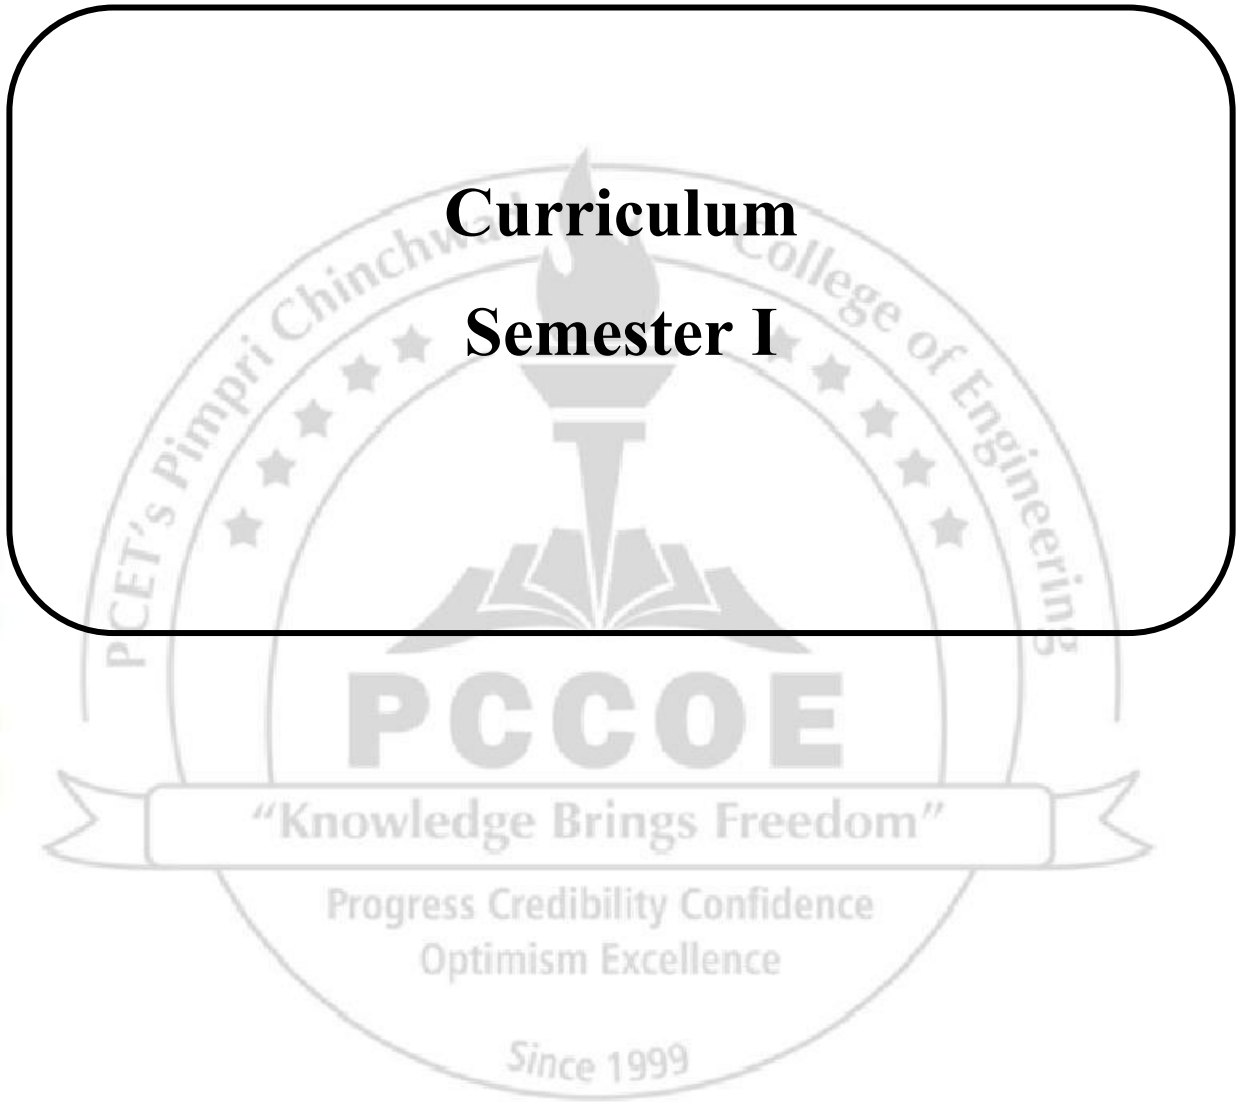 Curriculum
Semester I
PCET's Pimpri Chinchwad College of Engineering
PCCOE
"Knowledge Brings Freedom"
Progress Credibility Confidence
Optimism Excellence
Since 1999